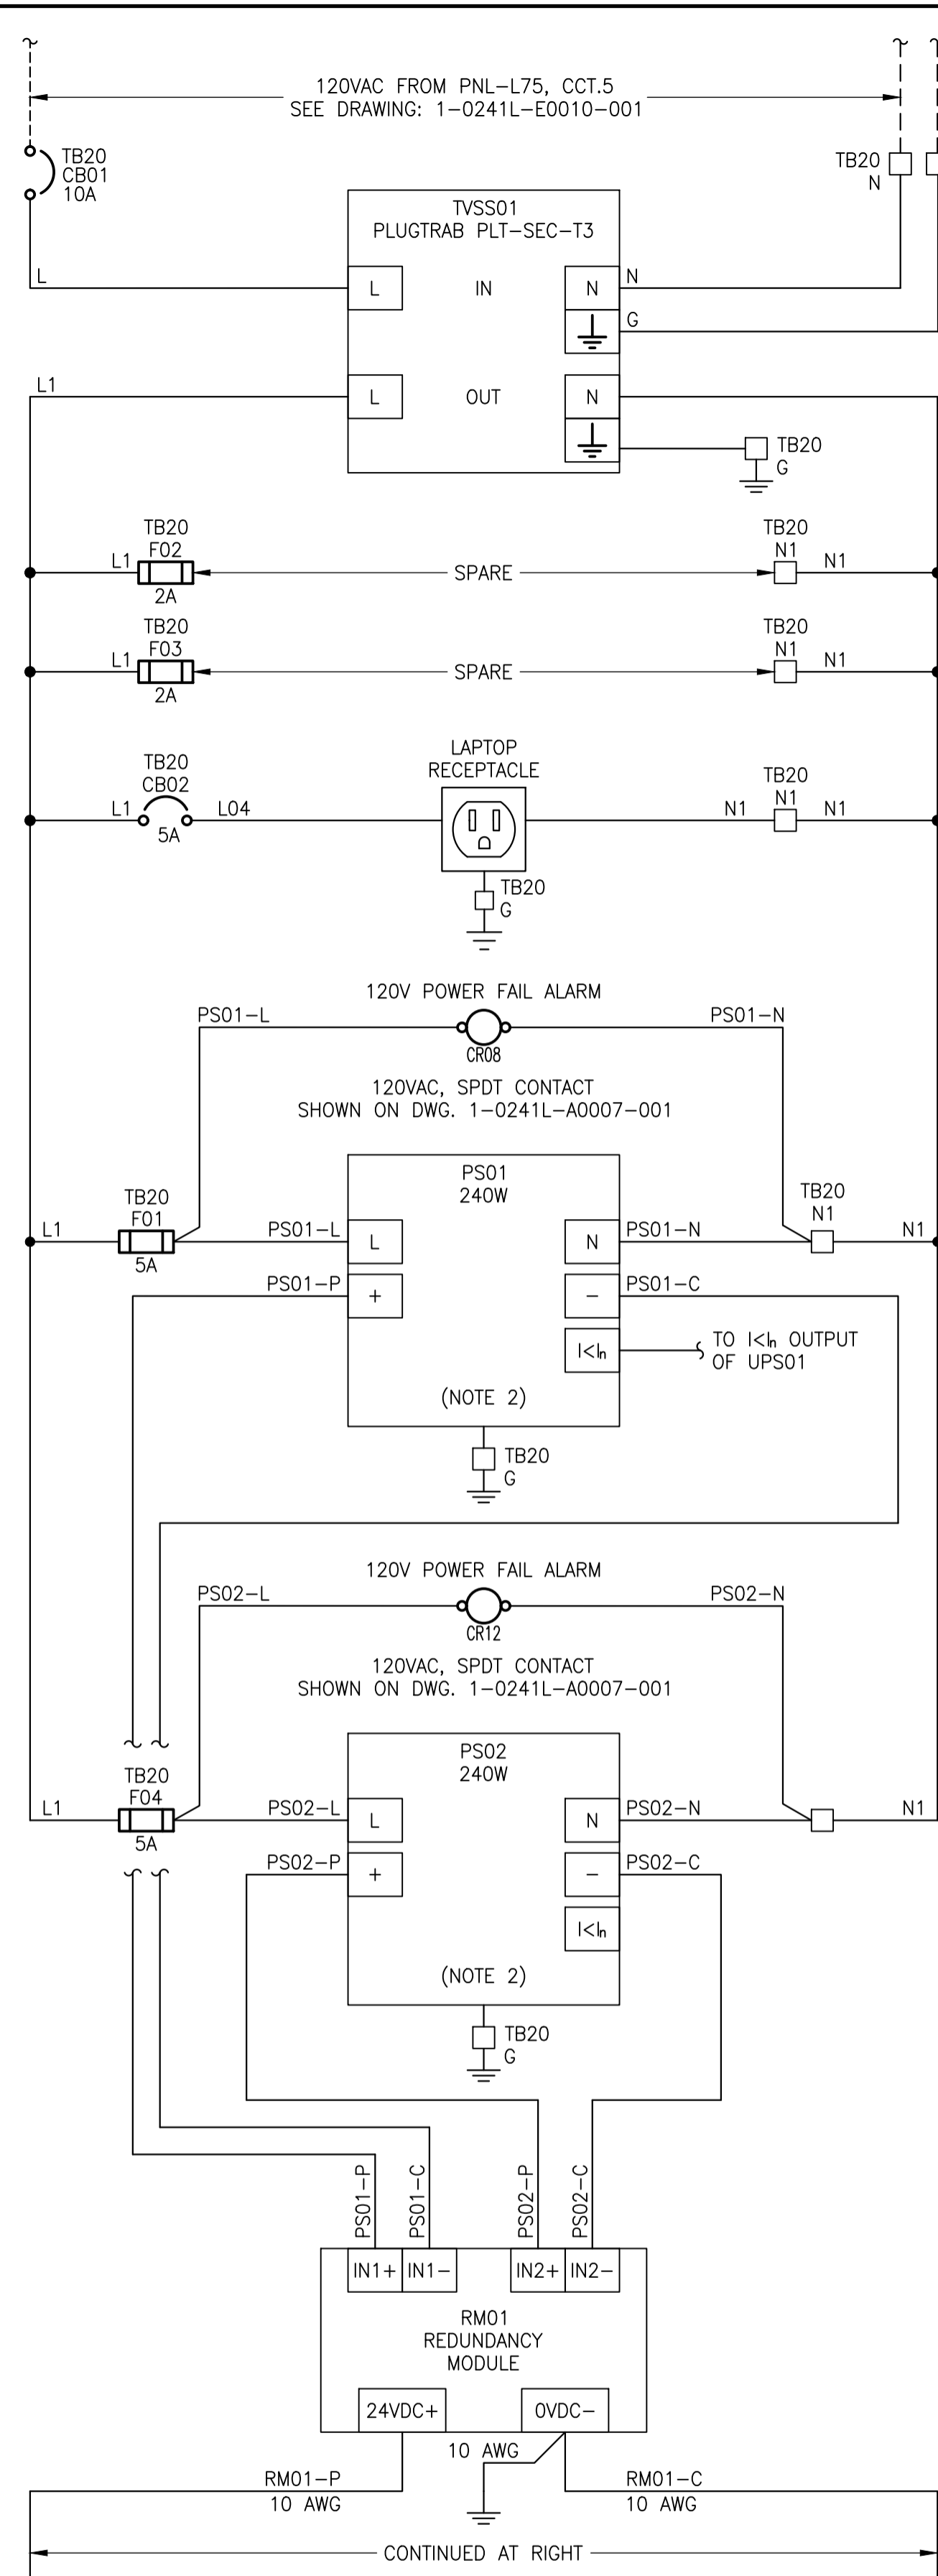 120VAC FROM PNL-L75, CCT.5
SEE DRAWING: 1-0241L-E0010-001
TB20
CB01
10A
TB20
N
TVSS01
PLUGTRAB PLT-SEC-T3
L
L
IN
N
N
G
L1
L
OUT
N
TB20
G
TB20
F02
L1
2A
SPARE
TB20
N1
N1
TB20
F03
L1
2A
SPARE
TB20
N1
N1
LAPTOP
RECEPTACLE
TB20
CB02
L1
5A
L04
N1
TB20
N1
N1
TB20
G
120V POWER FAIL ALARM
PS01-L
PS01-N
CR08
120VAC, SPDT CONTACT
SHOWN ON DWG. 1-0241L-A0007-001
PS01
240W
TB20
F01
L1
5A
PS01-L
L
N
PS01-N
TB20
N1
N1
PS01-P
+
-
PS01-C
I<In
TO I<In OUTPUT
OF UPS01
(NOTE 2)
TB20
G
120V POWER FAIL ALARM
PS02-L
PS02-N
CR12
120VAC, SPDT CONTACT
SHOWN ON DWG. 1-0241L-A0007-001
PS02
240W
TB20
F04
L1
5A
PS02-L
L
N
PS02-N
N1
PS02-P
+
-
PS02-C
I<In
(NOTE 2)
TB20
G
PS01-P
PS01-C
PS02-P
PS02-C
IN1+
IN1-
IN2+
IN2-
RM01
REDUNDANCY
MODULE
24VDC+
0VDC-
10 AWG
RM01-P
10 AWG
RM01-C
10 AWG
CONTINUED AT RIGHT